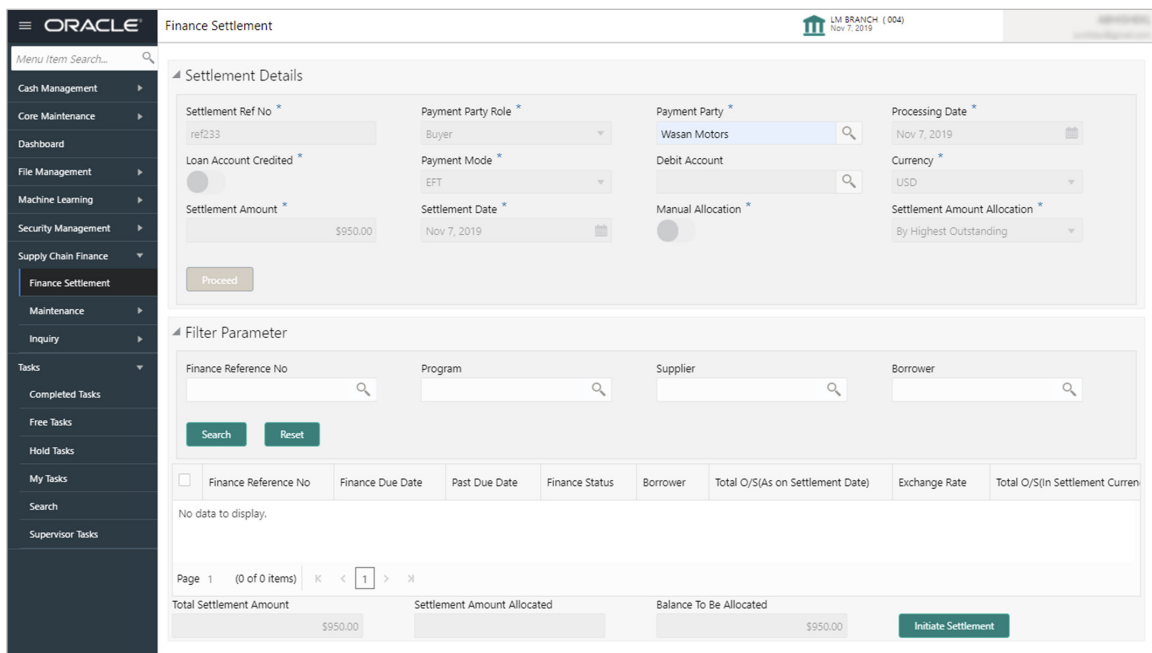 ORACLE®
Finance Settlement
LM BRANCH ( 004)
Nov 7, 2019
Menu Item Search...
Cash Management
Core Maintenance
Dashboard
File Management
Machine Learning
Security Management
Supply Chain Finance
Finance Settlement
Maintenance
Inquiry
Tasks
Completed Tasks
Free Tasks
Hold Tasks
My Tasks
Search
Supervisor Tasks
Settlement Details
Settlement Ref No * Payment Party Role * Payment Party * Processing Date *
ref233 Buyer Wasan Motors Nov 7, 2019
Loan Account Credited * Payment Mode * Debit Account Currency *
EFT USD
Settlement Amount * Settlement Date * Manual Allocation * Settlement Amount Allocation *
$950.00 Nov 7, 2019 By Highest Outstanding
Proceed
Filter Parameter
Finance Reference No Program Supplier Borrower
Search Reset
Finance Reference No Finance Due Date Past Due Date Finance Status Borrower Total O/S(As on Settlement Date) Exchange Rate Total O/S(In Settlement Curren
No data to display.
Page 1 (0 of 0 items) 1
Total Settlement Amount Settlement Amount Allocated Balance To Be Allocated
$950.00 $950.00 Initiate Settlement